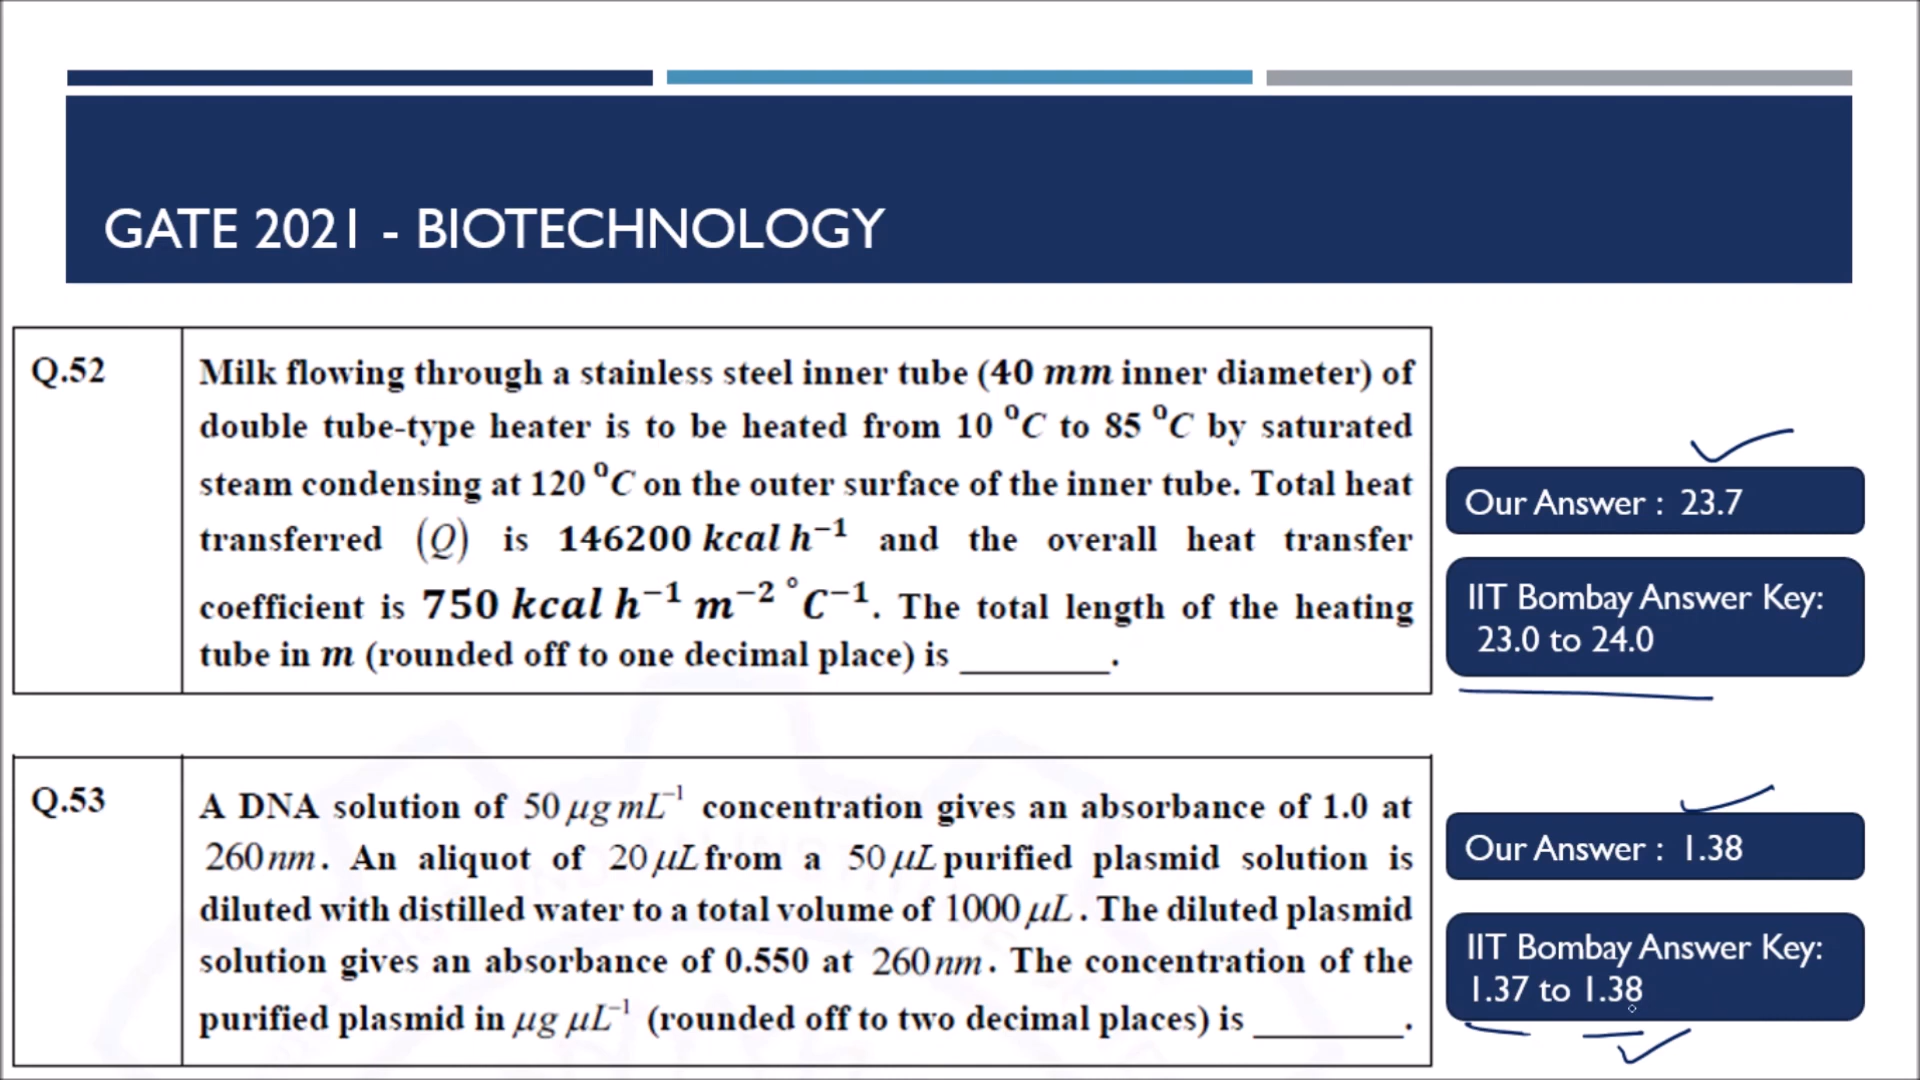 GATE 2021 - BIOTECHNOLOGY
Q.52
Milk flowing through a stainless steel inner tube (40 mm inner diameter) of
double tube-type heater is to be heated from 10 °C to 85 °C by saturated
steam condensing at 120 °C on the outer surface of the inner tube. Total heat
transferred (Q) is 146200 kcal h⁻¹ and the overall heat transfer
coefficient is 750 kcal h⁻¹ m⁻² °C⁻¹. The total length of the heating
tube in m (rounded off to one decimal place) is ________.
Our Answer : 23.7
IIT Bombay Answer Key:
23.0 to 24.0
Q.53
A DNA solution of 50 μg mL⁻¹ concentration gives an absorbance of 1.0 at
260 nm. An aliquot of 20 μL from a 50 μL purified plasmid solution is
diluted with distilled water to a total volume of 1000 μL. The diluted plasmid
solution gives an absorbance of 0.550 at 260 nm. The concentration of the
purified plasmid in μg μL⁻¹ (rounded off to two decimal places) is ________.
Our Answer : 1.38
IIT Bombay Answer Key:
1.37 to 1.38